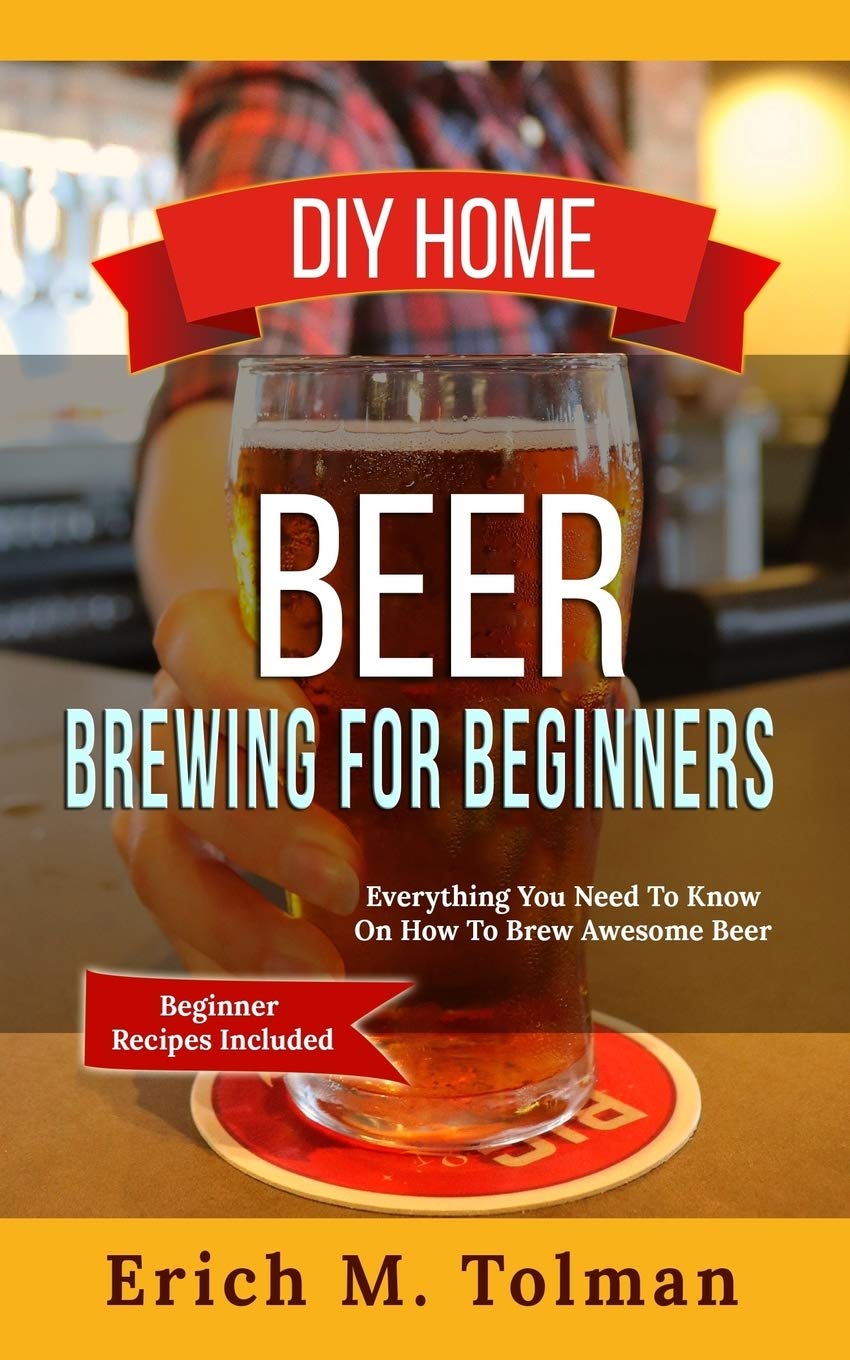 DIY HOME
BEER
BREWING FOR BEGINNERS
Everything You Need To Know
On How To Brew Awesome Beer
Beginner
Recipes Included
Erich M. Tolman